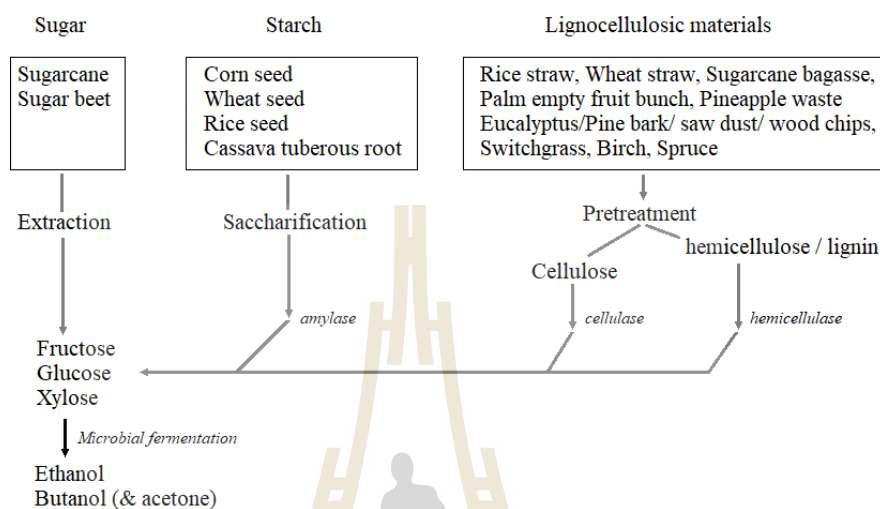 Sugar
Starch
Lignocellulosic materials
Sugarcane
Sugar beet
Corn seed
Wheat seed
Rice seed
Cassava tuberous root
Rice straw, Wheat straw, Sugarcane bagasse,
Palm empty fruit bunch, Pineapple waste
Eucalyptus/Pine bark/ saw dust/ wood chips,
Switchgrass, Birch, Spruce
Extraction
Saccharification
Pretreatment
Cellulose
hemicellulose / lignin
amylase
cellulase
hemicellulase
Fructose
Glucose
Xylose
Microbial fermentation
Ethanol
Butanol (& acetone)